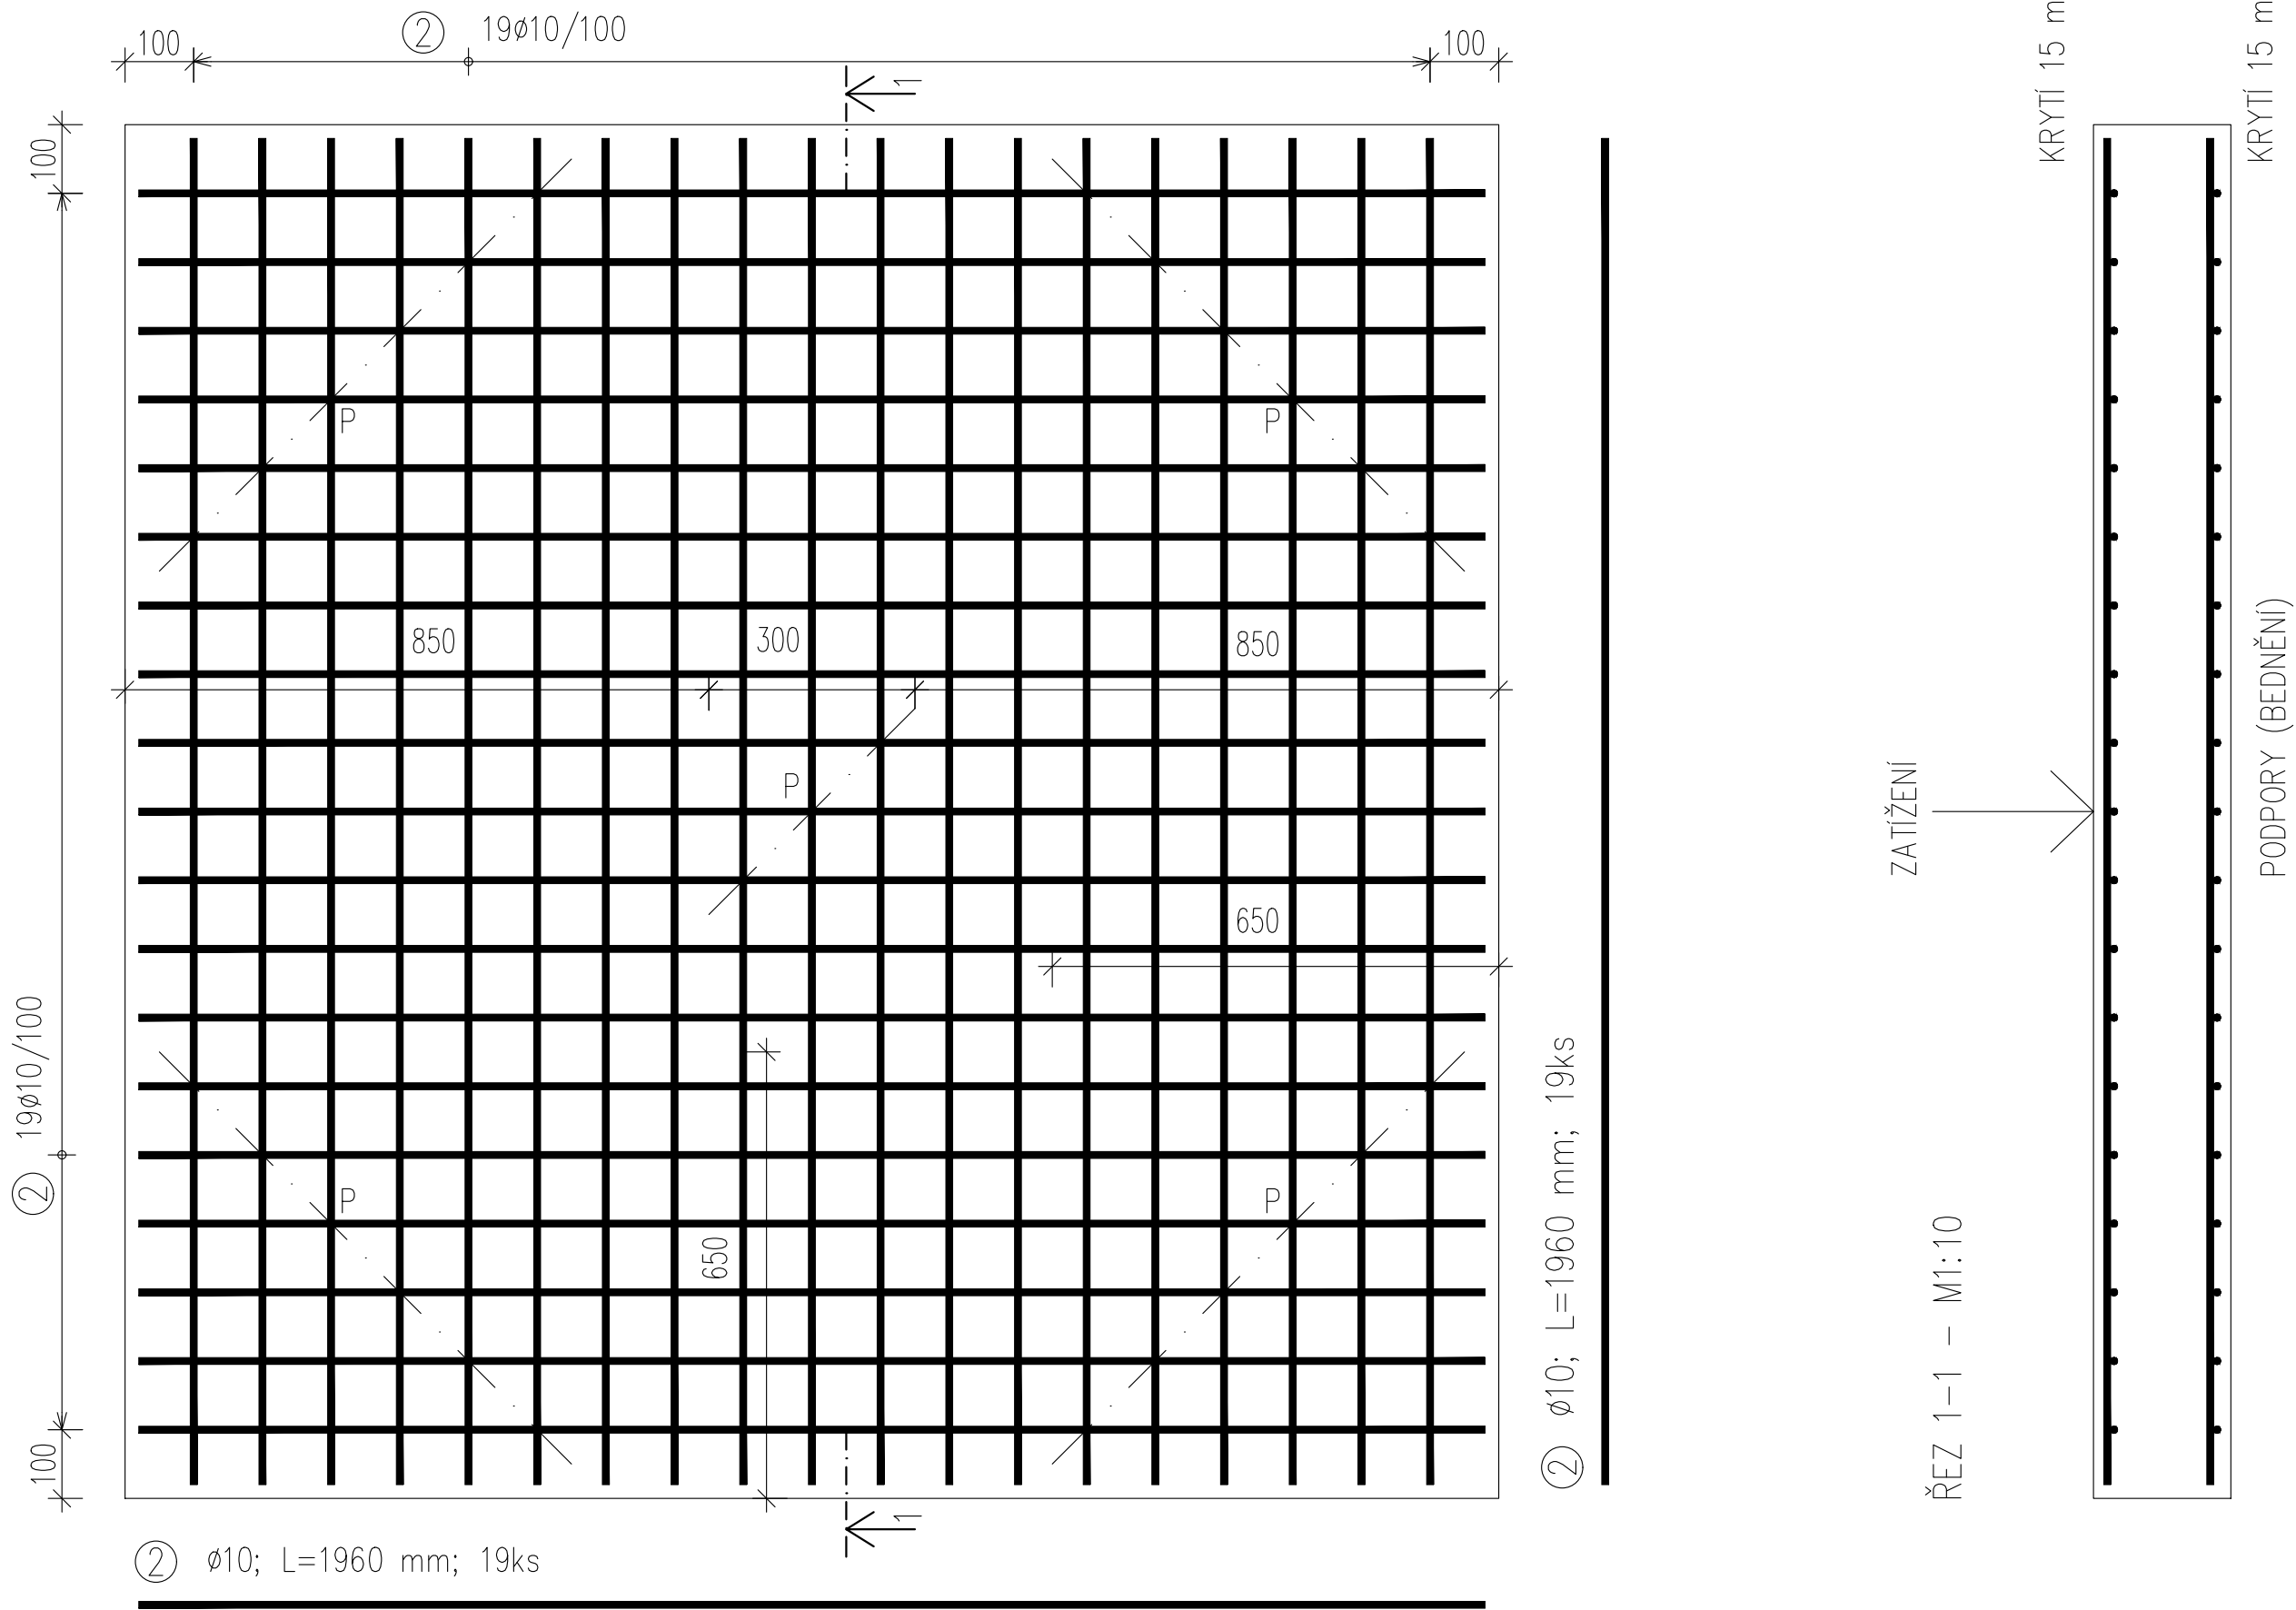 100
2 19ø10/100
100
1
100
P
P
850
300
850
P
650
2 19ø10/100
P
P
650
100
1
2 ø10; L=1960 mm; 19ks
2 ø10; L=1960 mm; 19ks
ŘEZ 1-1 - M1:10
ZATÍŽENÍ
KRYTÍ 15 m
KRYTÍ 15 m
PODPORY (BEDNĚNÍ)